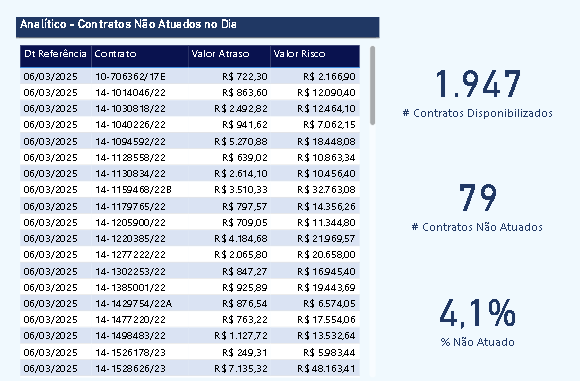 Analítico - Contratos Não Atuados no Dia
Dt Referência Contrato Valor Atraso Valor Risco
06/03/2025 10-706362/17E R$ 722,30 R$ 2.166,90
06/03/2025 14-1014046/22 R$ 863,60 R$ 12.090,40
06/03/2025 14-1030818/22 R$ 2.492,82 R$ 12.464,10
06/03/2025 14-1040226/22 R$ 941,62 R$ 7.062,15
06/03/2025 14-1094592/22 R$ 5.270,88 R$ 18.448,08
06/03/2025 14-1128558/22 R$ 639,02 R$ 10.863,34
06/03/2025 14-1130834/22 R$ 2.614,10 R$ 10.456,40
06/03/2025 14-1159468/22B R$ 3.510,33 R$ 32.763,08
06/03/2025 14-1179765/22 R$ 797,57 R$ 14.356,26
06/03/2025 14-1205900/22 R$ 709,05 R$ 11.344,80
06/03/2025 14-1220385/22 R$ 4.184,68 R$ 21.969,57
06/03/2025 14-1277222/22 R$ 2.065,80 R$ 20.658,00
06/03/2025 14-1302253/22 R$ 847,27 R$ 16.945,40
06/03/2025 14-1385001/22 R$ 925,89 R$ 19.443,69
06/03/2025 14-1429754/22A R$ 876,54 R$ 6.574,05
06/03/2025 14-1477220/22 R$ 763,22 R$ 17.554,06
06/03/2025 14-1498483/22 R$ 1.127,72 R$ 13.532,64
06/03/2025 14-1526178/23 R$ 249,31 R$ 5.983,44
06/03/2025 14-1528626/23 R$ 7.135,32 R$ 48.163,41
1.947
# Contratos Disponibilizados
79
# Contratos Não Atuados
4,1%
% Não Atuado